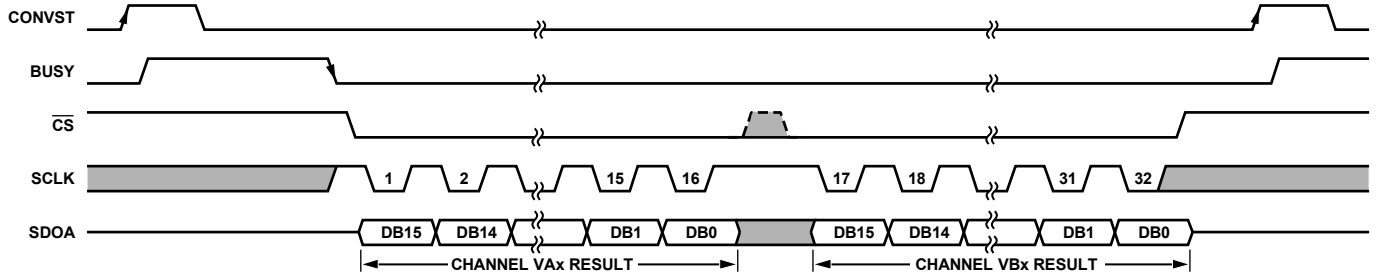 CONVST
BUSY
CS
SCLK 1 2 15 16 17 18 31 32
SDOA DB15 DB14 DB1 DB0 DB15 DB14 DB1 DB0
CHANNEL VAx RESULT CHANNEL VBx RESULT